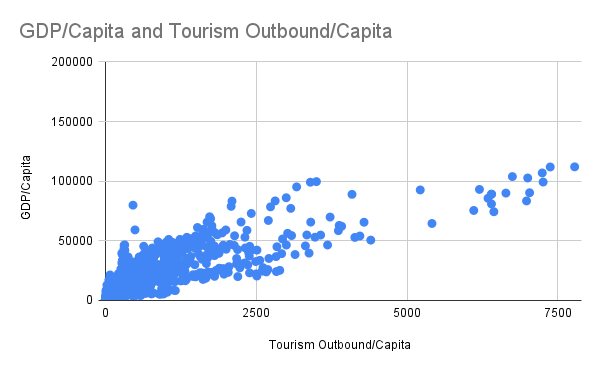 GDP/Capita and Tourism Outbound/Capita
200000
150000
100000
50000
0
GDP/Capita
0 2500 5000 7500
Tourism Outbound/Capita